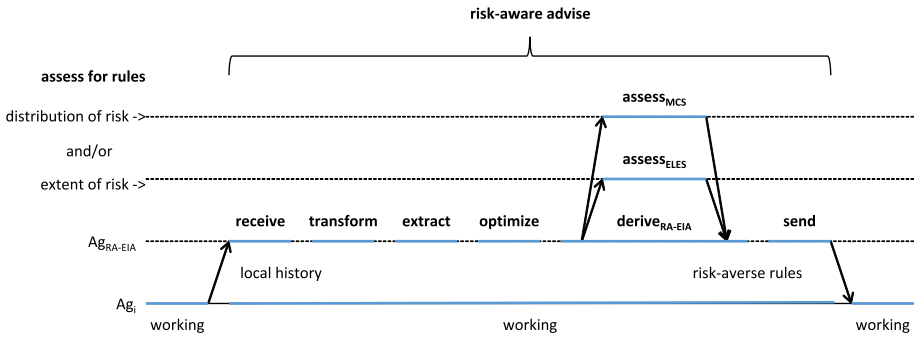 risk-aware advise
assess for rules
assess_MCS
distribution of risk ->
and/or
assess_ELES
extent of risk ->
receive transform extract optimize derive_RA-EIA send
Ag_RA-EIA
local history risk-averse rules
Ag_i
working working working